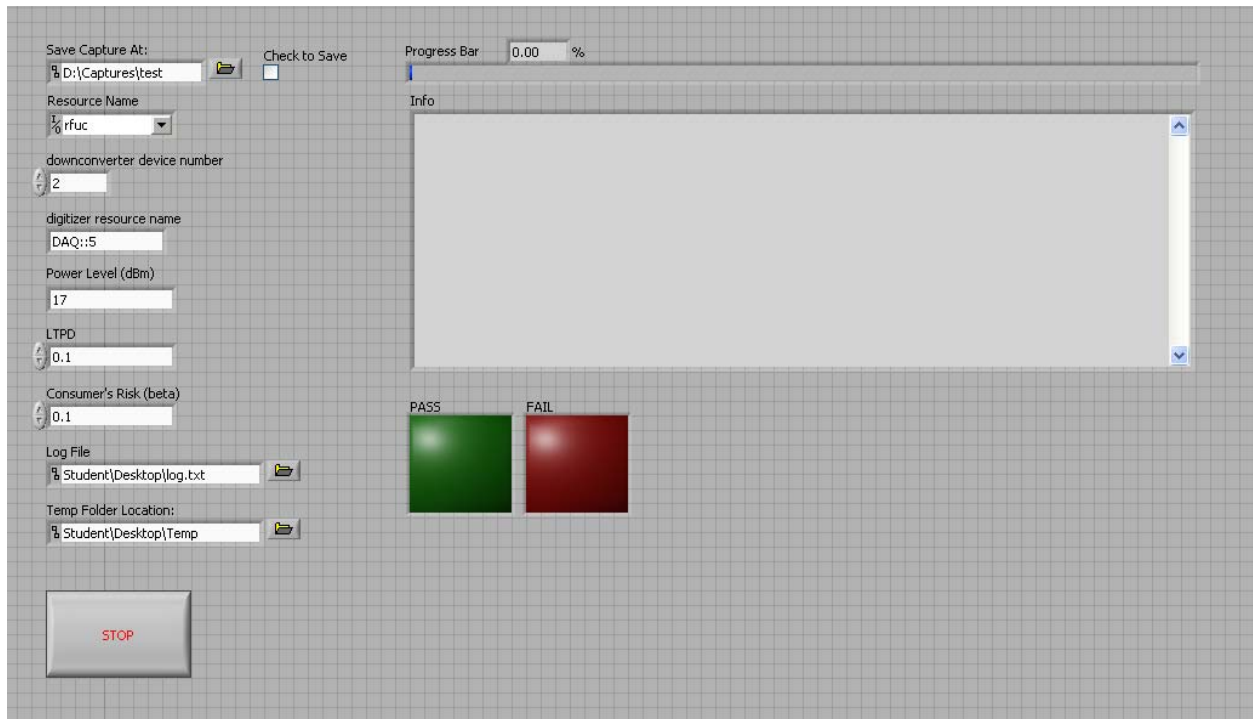 Save Capture At:
D:\Captures\test
Check to Save
Resource Name
rfuc
downconverter device number
2
digitizer resource name
DAQ::5
Power Level (dBm)
17
LTPD
0.1
Consumer's Risk (beta)
0.1
Log File
Student\Desktop\log.txt
Temp Folder Location:
Student\Desktop\Temp
STOP
Progress Bar 0.00 %
Info
PASS FAIL